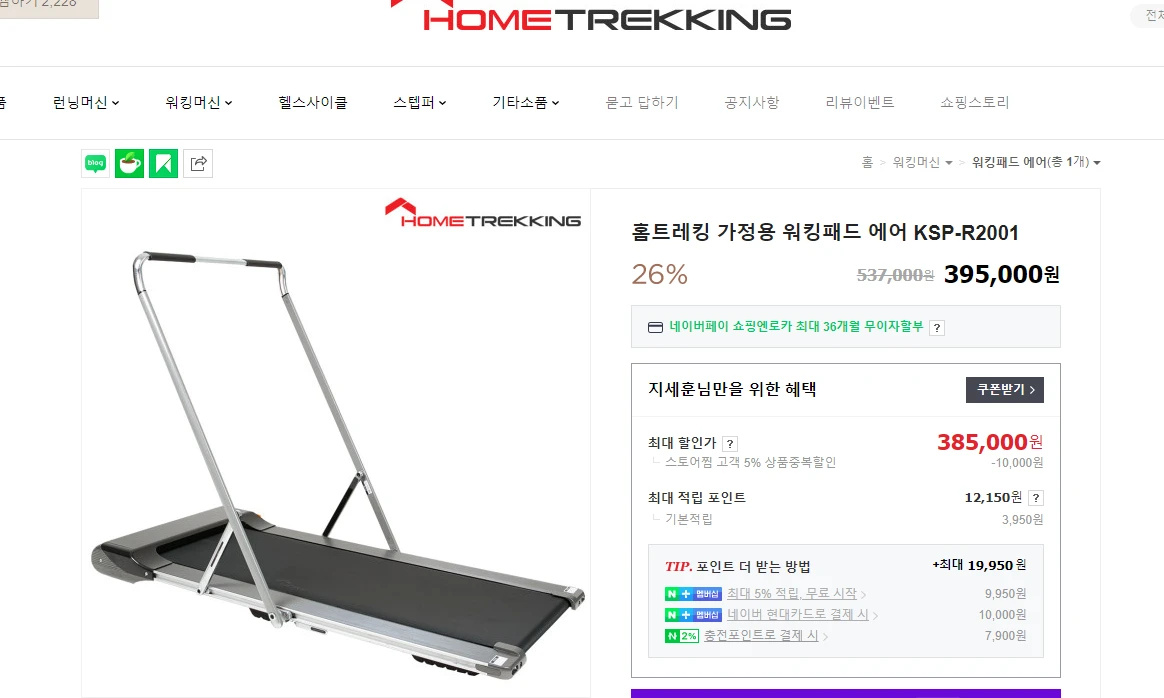 2,228
HOMETREKKING
런닝머신 워킹머신 헬스사이클 스텝퍼 기타소품 묻고 답하기 공지사항 리뷰이벤트 쇼핑스토리
blog
홈 > 워킹머신 > 워킹패드 에어(총 1개)
HOMETREKKING
홈트레킹 가정용 워킹패드 에어 KSP-R2001
26% 537,000원 395,000원
네이버페이 쇼핑엔로카 최대 36개월 무이자할부 ?
지세훈님만을 위한 혜택 쿠폰받기 >
최대 할인가 ? 385,000원
스토어찜 고객 5% 상품중복할인 -10,000원
최대 적립 포인트 12,150원 ?
기본적립 3,950원
TIP. 포인트 더 받는 방법 +최대 19,950원
N + 멤버십 최대 5% 적립, 무료 시작 > 9,950원
N + 멤버십 네이버 현대카드로 결제 시 > 10,000원
N 2% 충전포인트로 결제 시 > 7,900원